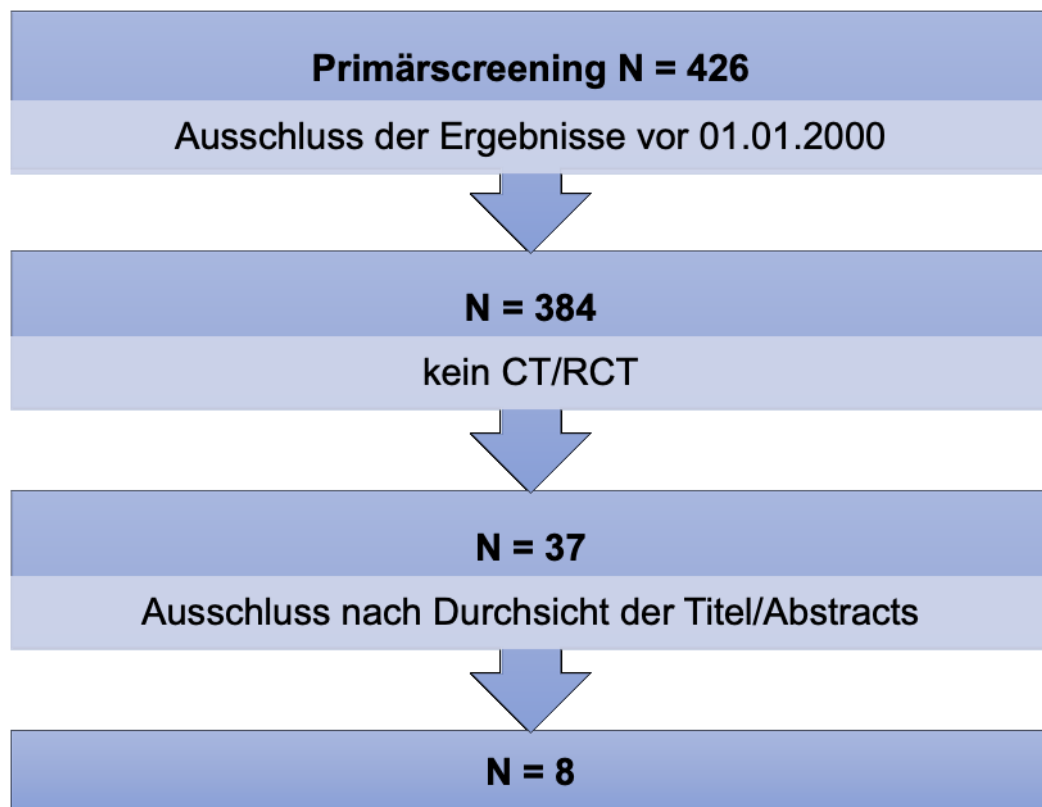 Primärscreening N = 426
Ausschluss der Ergebnisse vor 01.01.2000
N = 384
kein CT/RCT
N = 37
Ausschluss nach Durchsicht der Titel/Abstracts
N = 8